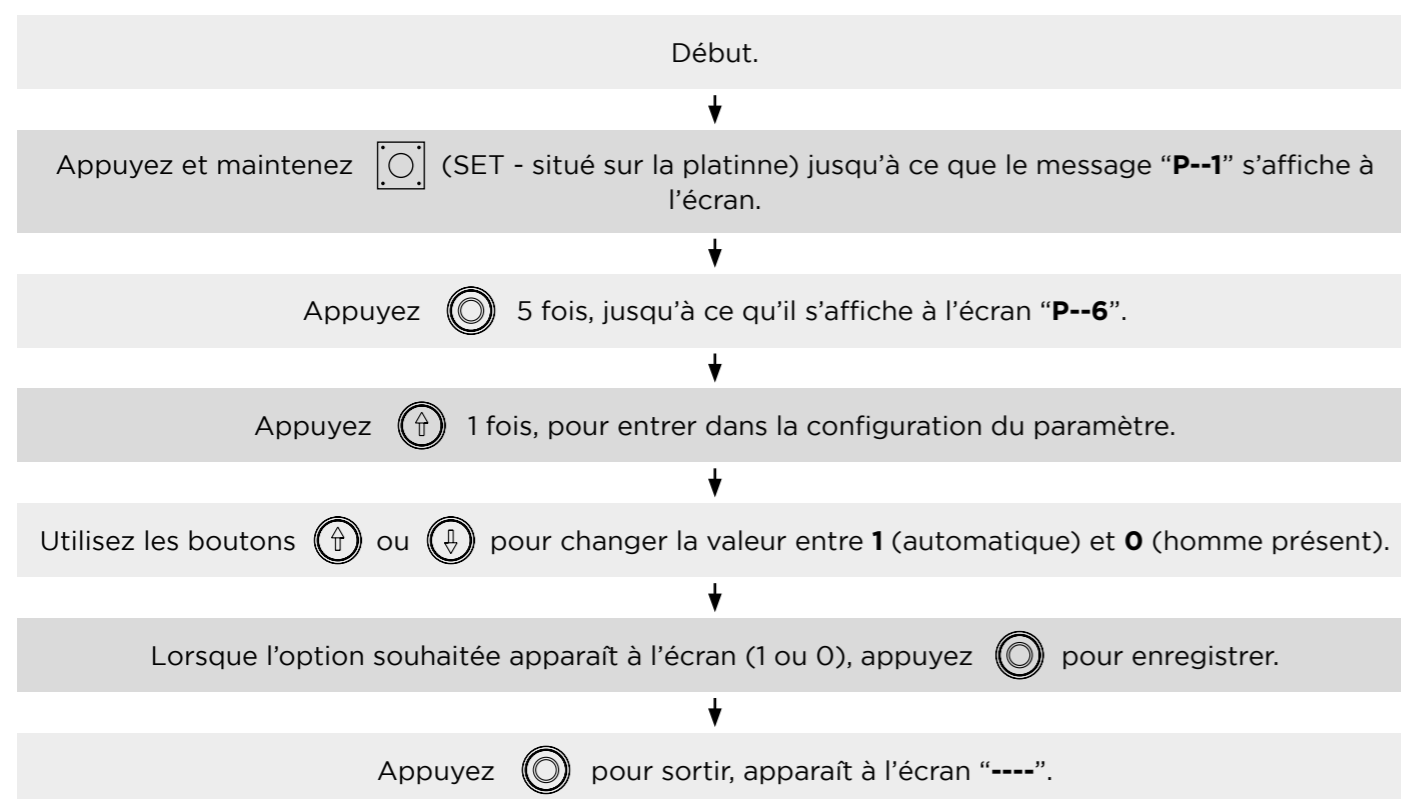 Début.
Appuyez et maintenez (SET - situé sur la platinne) jusqu’à ce que le message “P--1” s’affiche à
l’écran.
Appuyez 5 fois, jusqu’à ce qu’il s’affiche à l’écran “P--6”.
Appuyez 1 fois, pour entrer dans la configuration du paramètre.
Utilisez les boutons ou pour changer la valeur entre 1 (automatique) et 0 (homme présent).
Lorsque l’option souhaitée apparaît à l’écran (1 ou 0), appuyez pour enregistrer.
Appuyez pour sortir, apparaît à l’écran “----”.